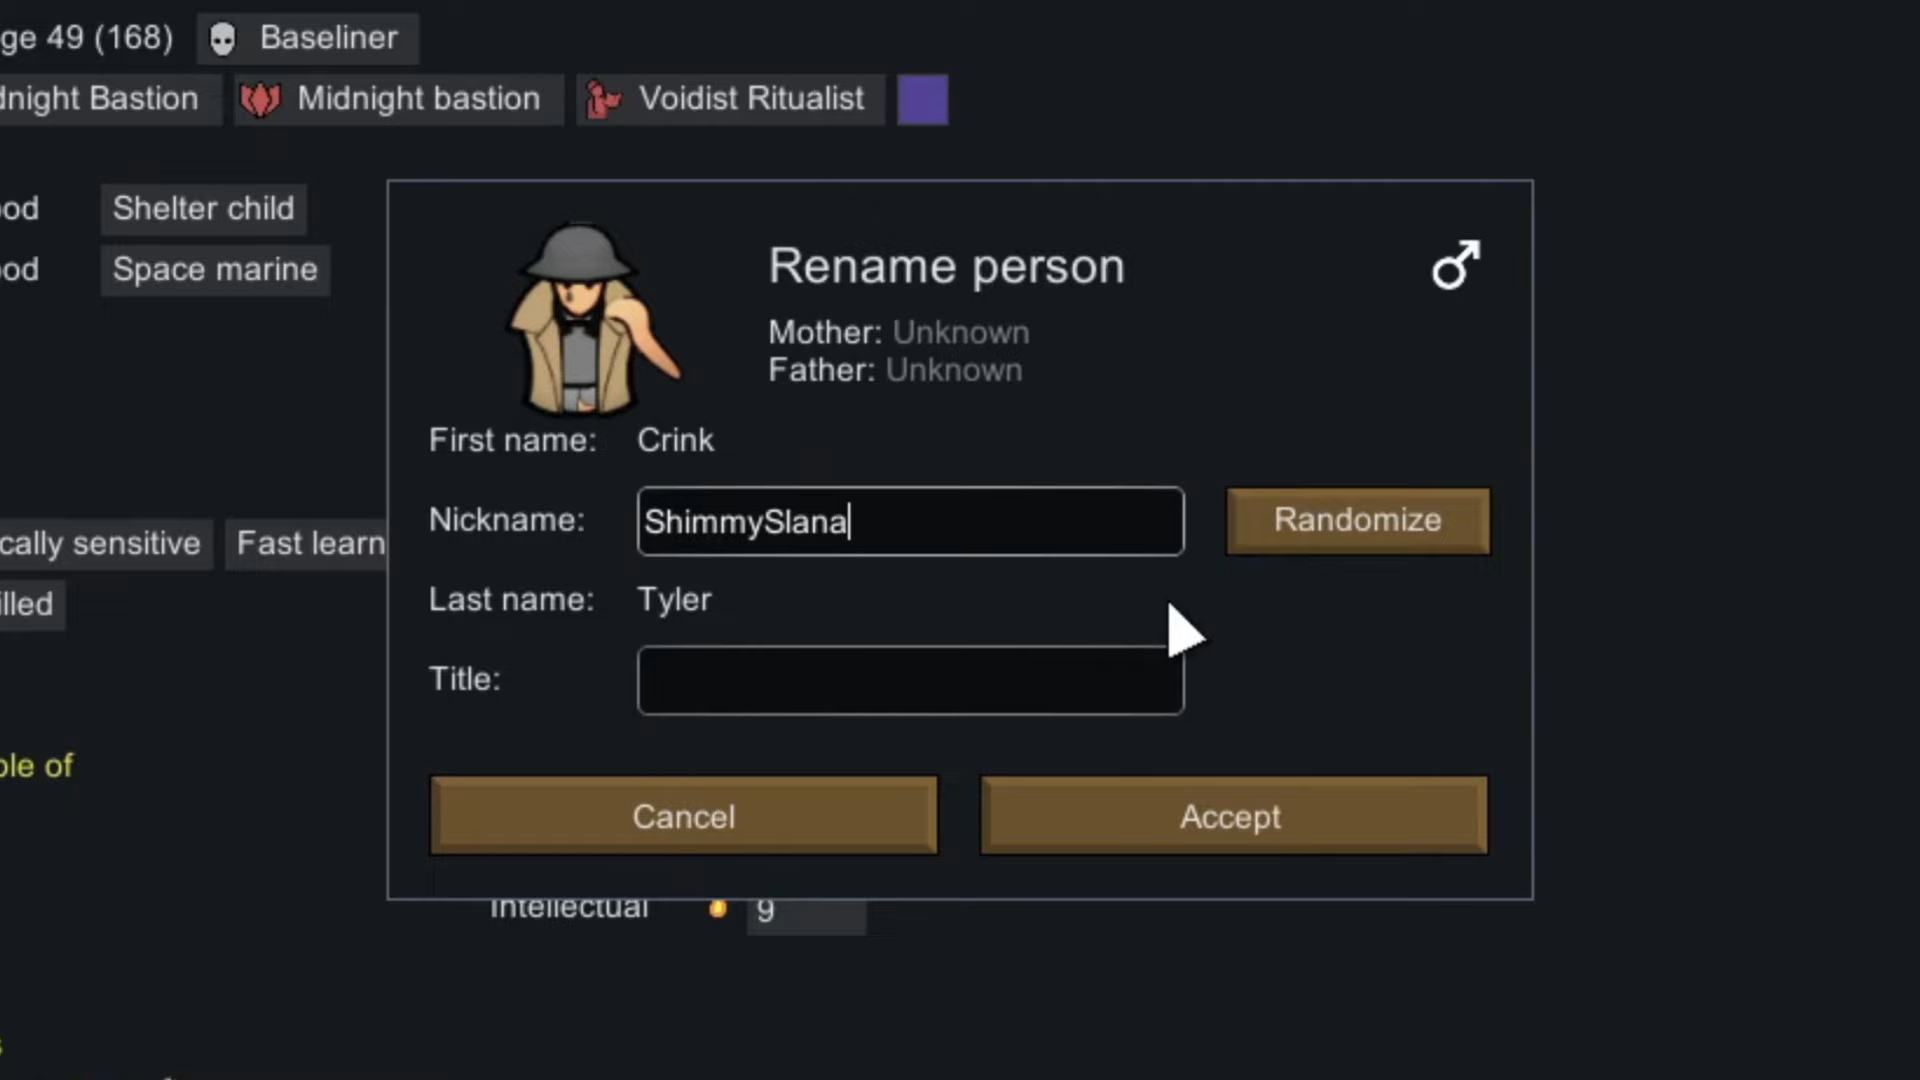 ge 49 (168) Baseliner
dnight Bastion Midnight bastion Voidist Ritualist
ood Shelter child
ood Space marine
Rename person
Mother: Unknown
Father: Unknown
First name: Crink
Nickname: ShimmySlana Randomize
cally sensitive Fast learn
illed
Last name: Tyler
Title:
ble of
Cancel Accept
Intellectual 9